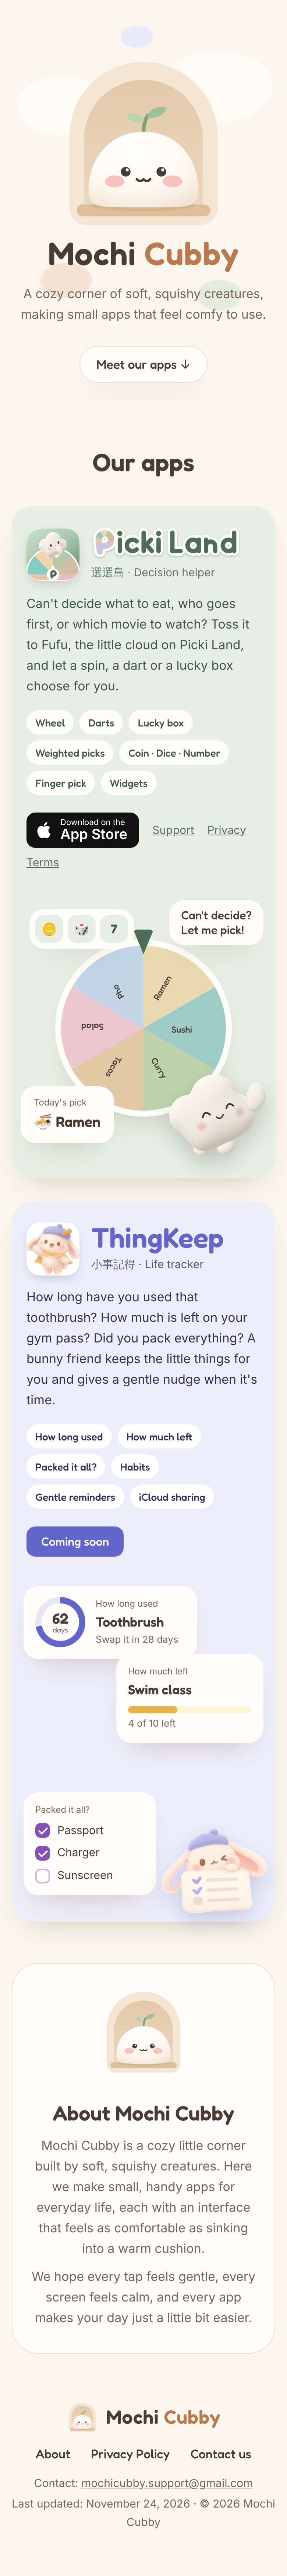 Mochi Cubby
A cozy corner of soft, squishy creatures,
making small apps that feel comfy to use.
Meet our apps ↓
Our apps
Picki Land
P
選選島 · Decision helper
Can't decide what to eat, who goes
first, or which movie to watch? Toss it
to Fufu, the little cloud on Picki Land,
and let a spin, a dart or a lucky box
choose for you.
Wheel
Darts
Lucky box
Weighted picks
Coin · Dice · Number
Finger pick
Widgets
Download on the
App Store
Support
Privacy
Terms
Can't decide?
Let me pick!
7
Pho
Ramen
Salad
Sushi
Tacos
Curry
Today's pick
🍜 Ramen
ThingKeep
小事記得 · Life tracker
How long have you used that
toothbrush? How much is left on your
gym pass? Did you pack everything? A
bunny friend keeps the little things for
you and gives a gentle nudge when it's
time.
How long used
How much left
Packed it all?
Habits
Gentle reminders
iCloud sharing
Coming soon
62
days
How long used
Toothbrush
Swap it in 28 days
How much left
Swim class
4 of 10 left
Packed it all?
Passport
Charger
Sunscreen
About Mochi Cubby
Mochi Cubby is a cozy little corner
built by soft, squishy creatures. Here
we make small, handy apps for
everyday life, each with an interface
that feels as comfortable as sinking
into a warm cushion.
We hope every tap feels gentle, every
screen feels calm, and every app
makes your day just a little bit easier.
Mochi Cubby
About
Privacy Policy
Contact us
Contact: mochicubby.support@gmail.com
Last updated: November 24, 2026 · © 2026 Mochi
Cubby